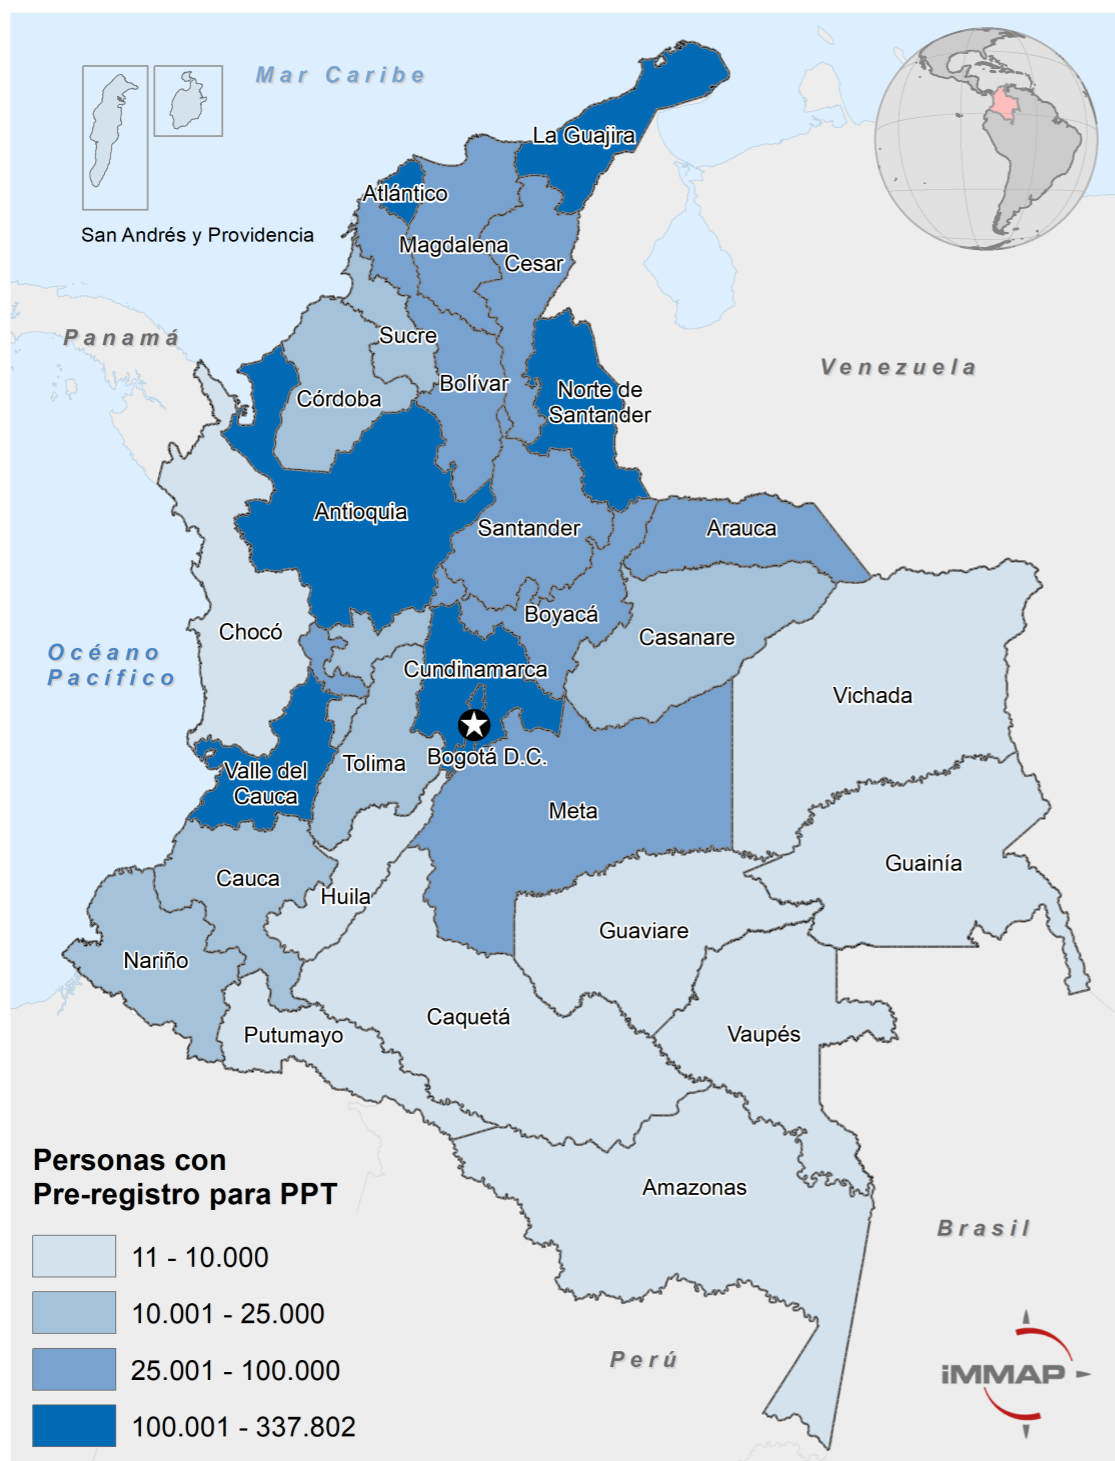 Mar Caribe
La Guajira
Atlántico
San Andrés y Providencia
Magdalena
Cesar
Panamá
Sucre
Venezuela
Bolívar
Córdoba
Norte de
Santander
Antioquia
Santander
Arauca
Boyacá
Chocó
Casanare
Océano
Pacífico
Cundinamarca
Vichada
Tolima
Bogotá D.C.
Valle del
Cauca
Meta
Guainía
Cauca
Huila
Guaviare
Nariño
Caquetá
Putumayo
Vaupés
Personas con
Pre-registro para PPT
Amazonas
Brasil
11 - 10.000
10.001 - 25.000
Perú
25.001 - 100.000
iMMAP
100.001 - 337.802